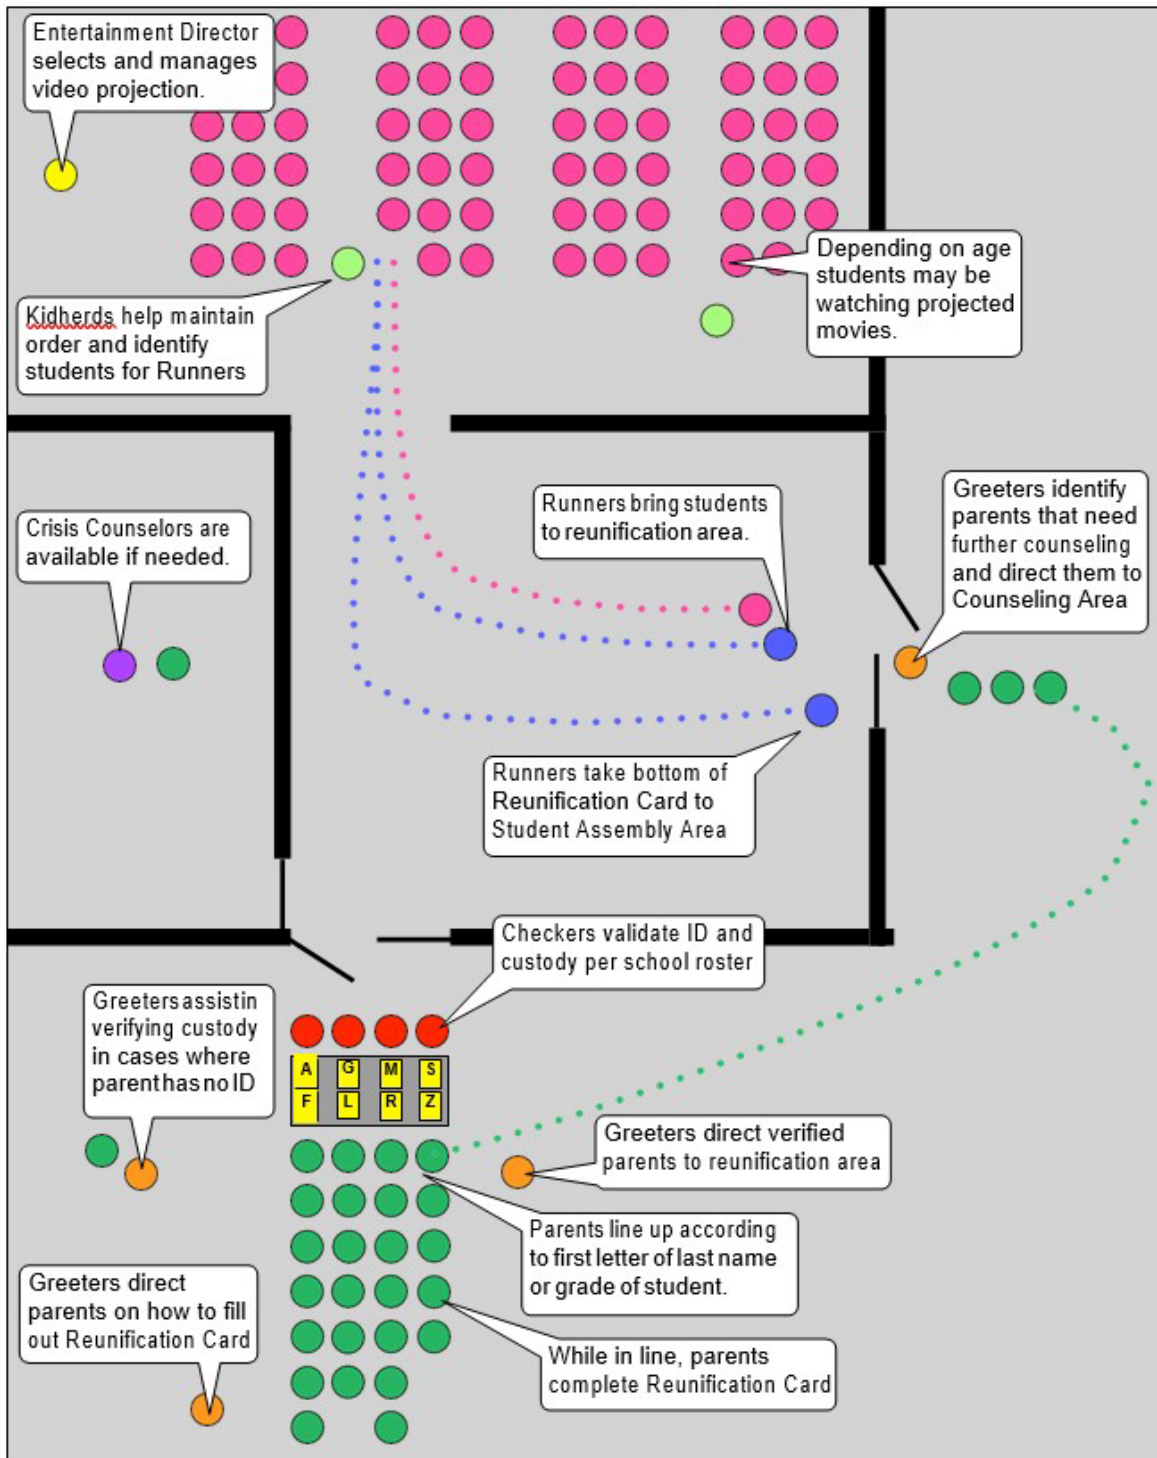 Entertainment Director
selects and manages
video projection.
Depending on age
students may be
watching projected
movies.
Kidherds help maintain
order and identify
students for Runners
Runners bring students
to reunification area.
Greeters identify
parents that need
further counseling
and direct them to
Counseling Area
Crisis Counselors are
available if needed.
Runners take bottom of
Reunification Card to
Student Assembly Area
Checkers validate ID and
custody per school roster
Greeters assist in
verifying custody
in cases where
parent has no ID
A G M S
F L R Z
Greeters direct verified
parents to reunification area
Parents line up according
to first letter of last name
or grade of student.
Greeters direct
parents on how to fill
out Reunification Card
While in line, parents
complete Reunification Card